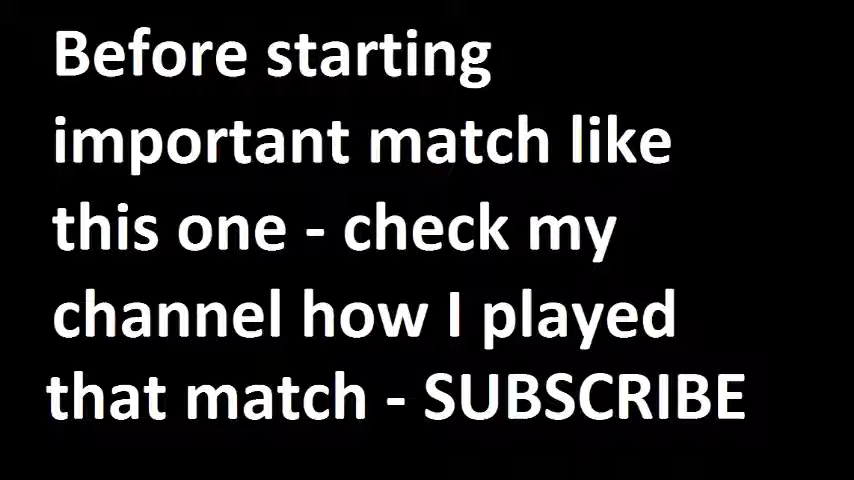 Before starting
important match like
this one - check my
channel how I played
that match - SUBSCRIBE